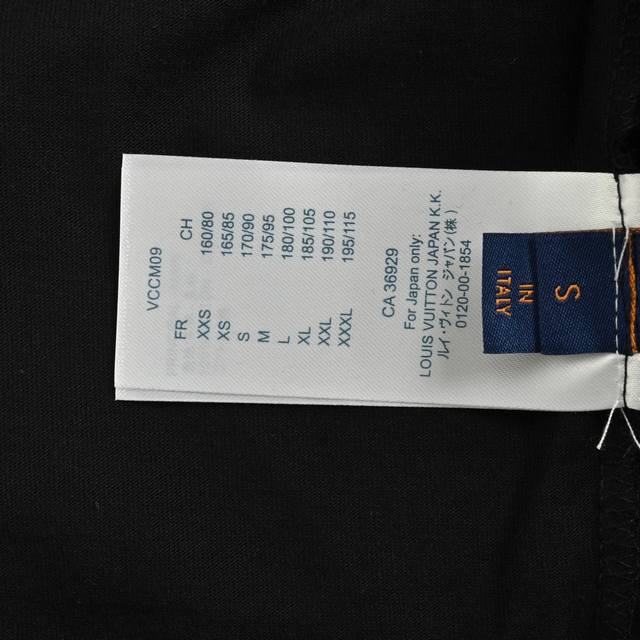 VCCM09
FR CH
XXS 160/80
XS 165/85
S 170/90
M 175/95
L 180/100
XL 185/105
XXL 190/110
XXXL 195/115
CA 36929
For Japan only:
LOUIS VUITTON JAPAN K.K.
ルイ・ヴィトン ジャパン(株)
0120-00-1854
S
IN
ITALY